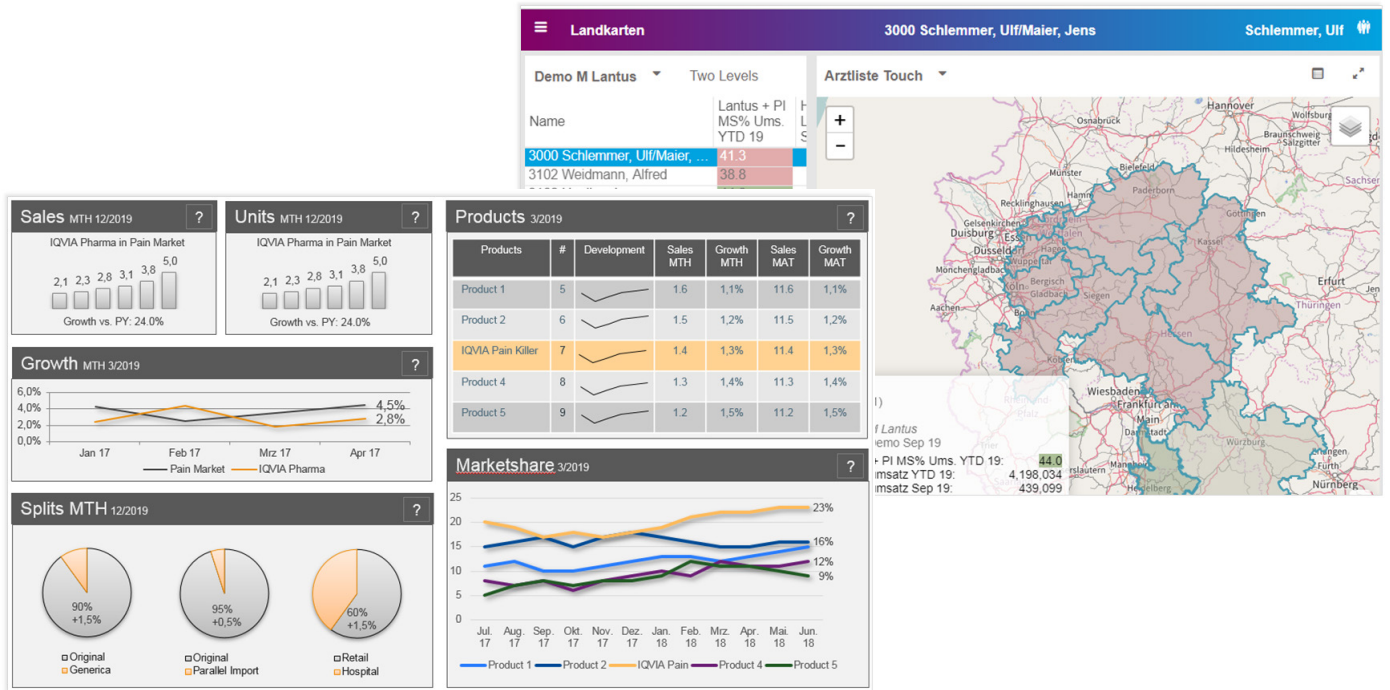 Landkarten
3000 Schlemmer, Ulf/Maier, Jens
Schlemmer, Ulf
Demo M Lantus
Two Levels
Name
Lantus + PI
MS% Ums.
YTD 19
3000 Schlemmer, Ulf/Maier, ... 41.3
3102 Weidmann, Alfred 38.8
Arztliste Touch
+
−
Hannover
Wolfsburg
Osnabrück
Braunschweig
Salzgitter
Hildesheim
Bielefeld
Münster
Sachsen
Hamm
Paderborn
Recklinghausen
Göttingen
Gelsenkirchen
Duisburg
Essen
Kassel
Düsseldorf
Hagen
Wuppertal
Mönchengladbac
Köln
Bergisch
Gladbach
Siegen
Erfurt
Jen
Thüringen
Aachen
Hessen
Koblenz
Wiesbaden
Frankfurt am
Main
Darmstadt
Würzburg
Erlangen
Fürth
Nürnberg
Mannheim
Heidelberg
Lantus
emo Sep 19
+ PI MS% Ums. YTD 19: 44.0
msatz YTD 19: 4,198,034
msatz Sep 19: 439,099
Sales MTH 12/2019 ?
IQVIA Pharma in Pain Market
2,1 2,3 2,8 3,1 3,8 5,0
Growth vs. PY: 24.0%
Units MTH 12/2019 ?
IQVIA Pharma in Pain Market
2,1 2,3 2,8 3,1 3,8 5,0
Growth vs. PY: 24.0%
Growth MTH 3/2019 ?
6,0%
4,0%
2,0%
0,0%
4,5%
2,8%
Jan 17 Feb 17 Mrz 17 Apr 17
Pain Market IQVIA Pharma
Splits MTH 12/2019 ?
90%
+1,5%
Original
Generica
95%
+0,5%
Original
Parallel Import
60%
+1,5%
Retail
Hospital
Products 3/2019 ?
Products # Development Sales MTH Growth MTH Sales MAT Growth MAT
Product 1 5 1.6 1,1% 11.6 1,1%
Product 2 6 1.5 1,2% 11.5 1,2%
IQVIA Pain Killer 7 1.4 1,3% 11.4 1,3%
Product 4 8 1.3 1,4% 11.3 1,4%
Product 5 9 1.2 1,5% 11.2 1,5%
Marketshare 3/2019 ?
25
20
15
10
5
0
23%
16%
12%
9%
Jul. Aug. Sep. Okt. Nov. Dez. Jan. Feb. Mrz. Apr. Mai. Jun.
17 17 17 17 17 17 18 18 18 18 18 18
Product 1 Product 2 IQVIA Pain Product 4 Product 5